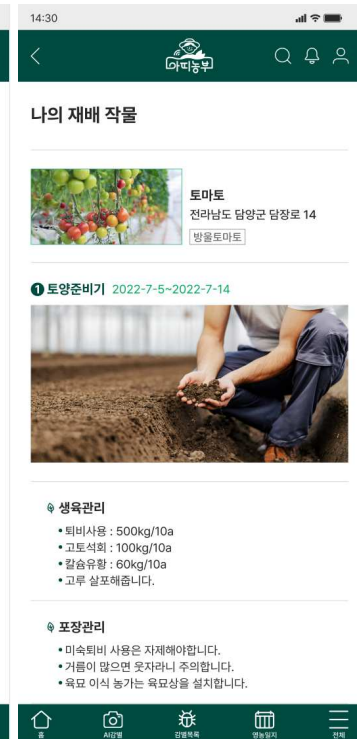 14:30
아띠농부
나의 재배 작물
토마토
전라남도 담양군 담장로 14
방울토마토
1 토양준비기 2022-7-5~2022-7-14
생육관리
• 퇴비사용 : 500kg/10a
• 고토석회 : 100kg/10a
• 칼슘유황 : 60kg/10a
• 고루 살포해줍니다.
포장관리
• 미숙퇴비 사용은 자제해야합니다.
• 거름이 많으면 웃자라니 주의합니다.
• 육묘 이식 농가는 육묘상을 설치합니다.
홈 AI감별 감별목록 영농일지 전체